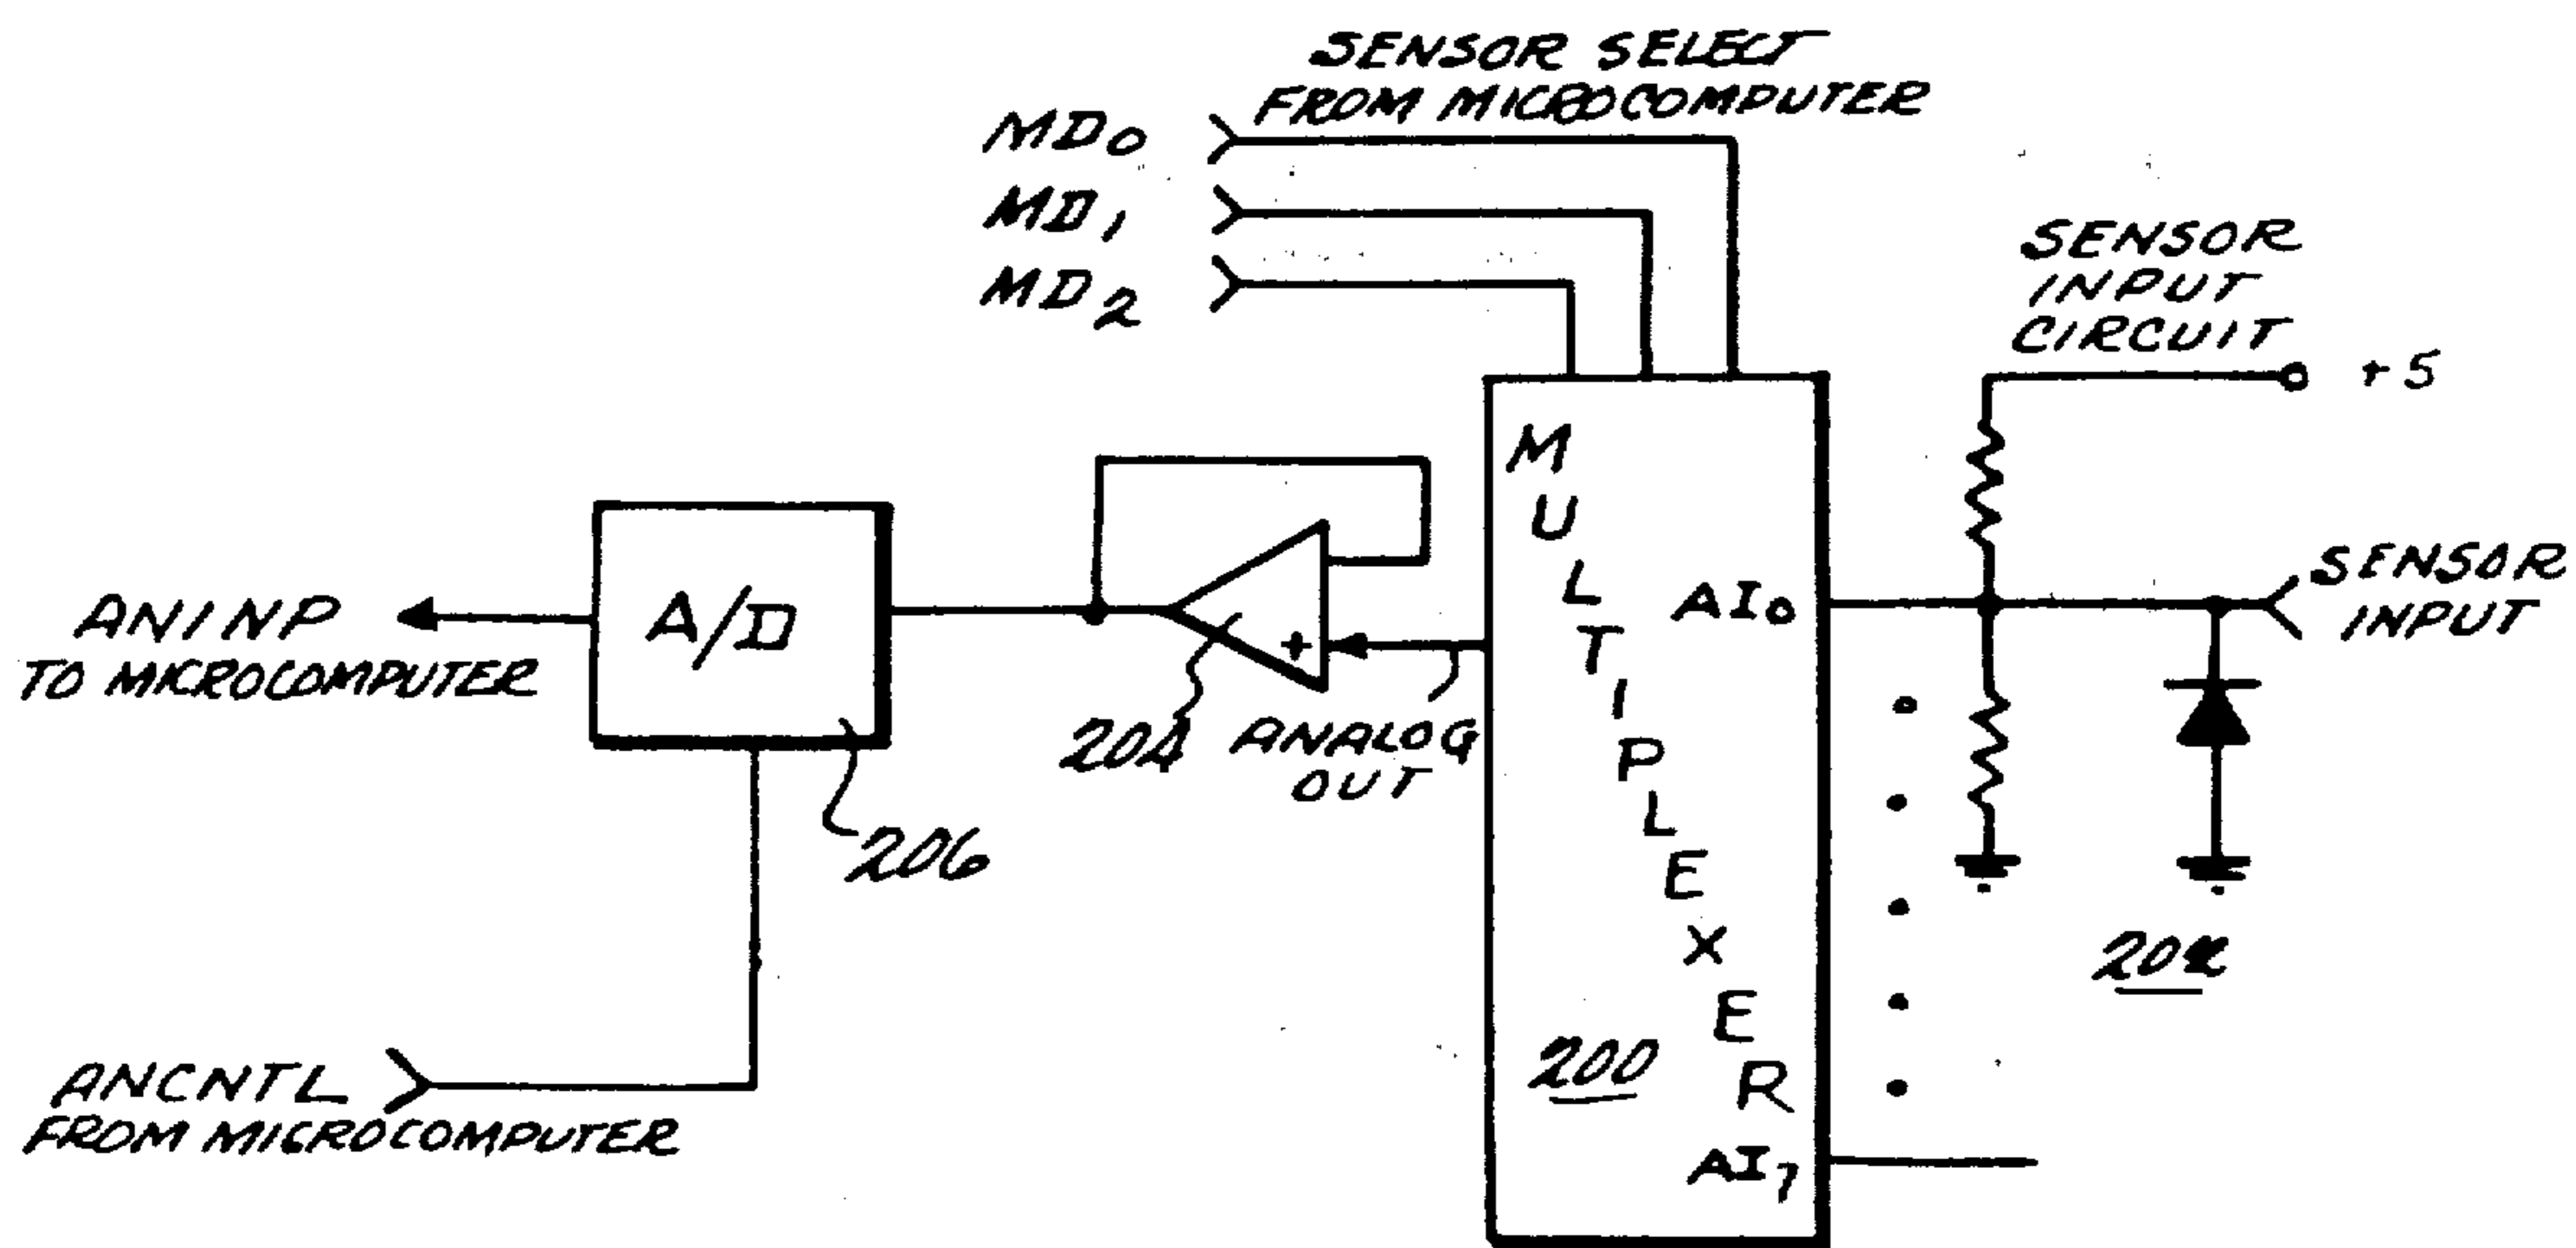 SENSOR SELECT
FROM MICROCOMPUTER
MD0
MD1
MD2
SENSOR
INPUT
CIRCUIT
+5
MULTIPLEXER
AI0
SENSOR
INPUT
A/D
+
ANINP
TO MICROCOMPUTER
204
ANALOG
OUT
206
200
ANCNTL
FROM MICROCOMPUTER
AI7